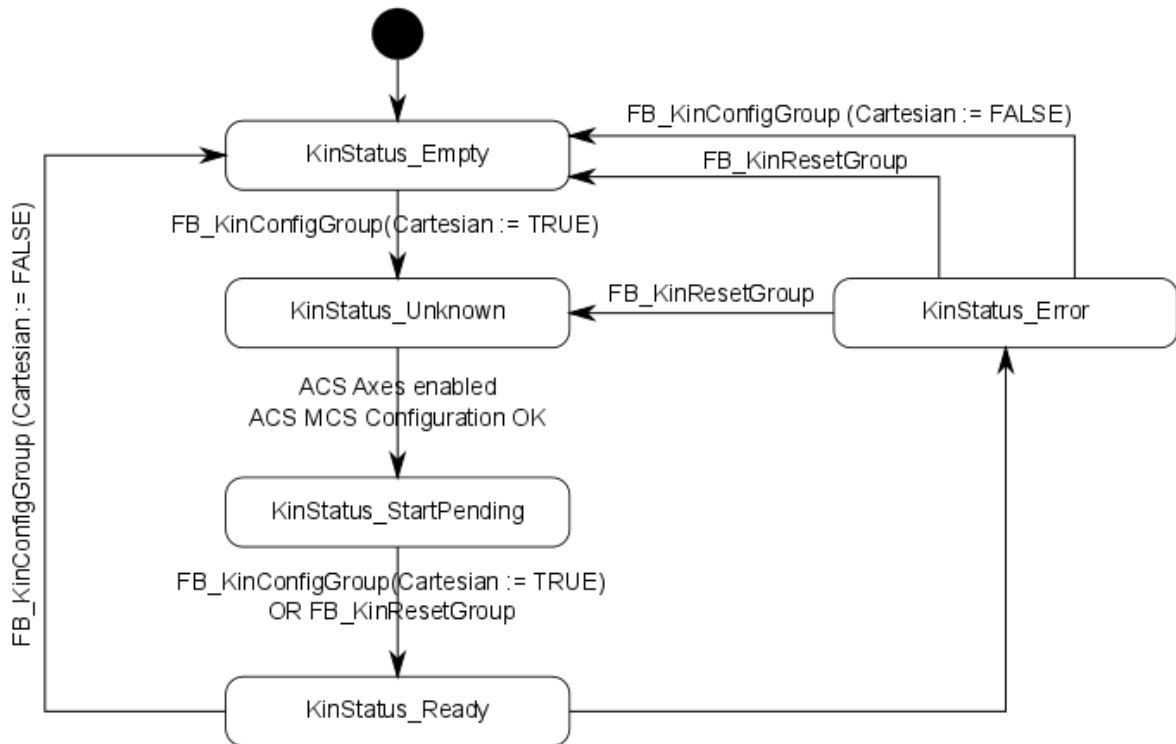 FB_KinConfigGroup (Cartesian := FALSE)
KinStatus_Empty
FB_KinResetGroup
FB_KinConfigGroup(Cartesian := TRUE)
KinStatus_Unknown
FB_KinResetGroup
KinStatus_Error
ACS Axes enabled
ACS MCS Configuration OK
FB_KinConfigGroup (Cartesian := FALSE)
KinStatus_StartPending
FB_KinConfigGroup(Cartesian := TRUE)
OR FB_KinResetGroup
KinStatus_Ready